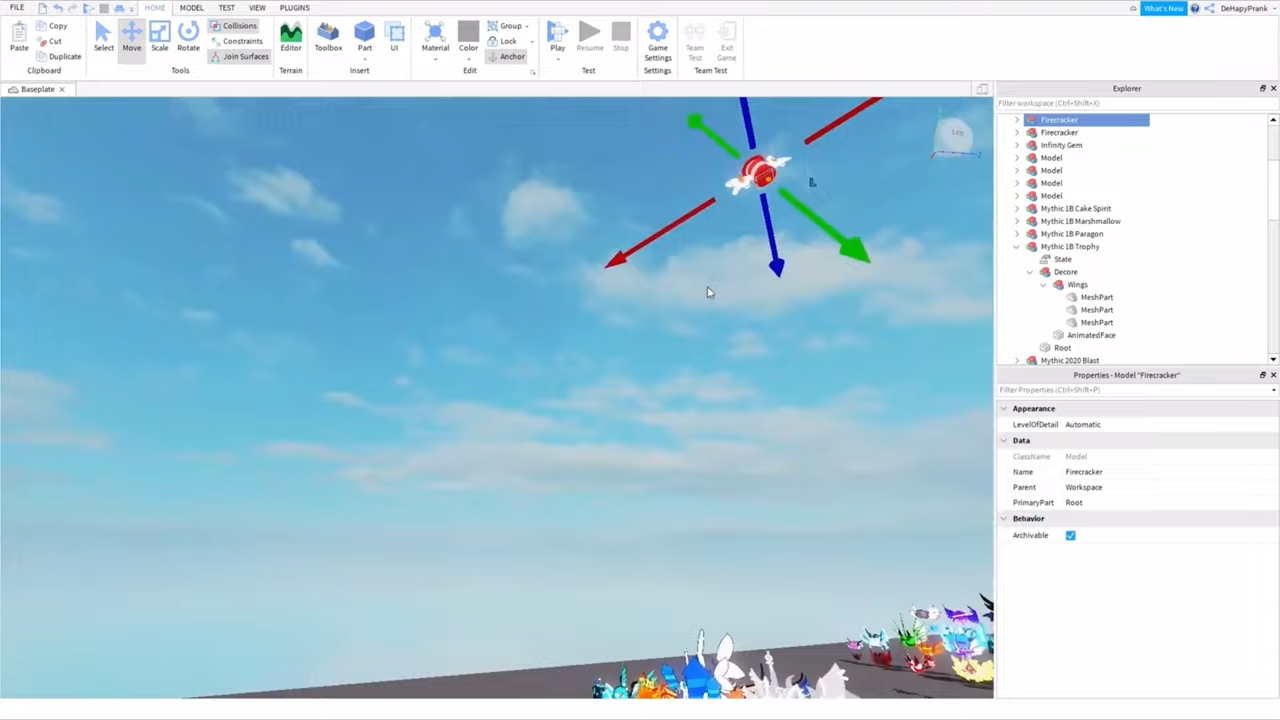 FILE HOME MODEL TEST VIEW PLUGINS What's New DeHapyPrank
Paste Copy Cut Duplicate Clipboard
Select Move Scale Rotate Collisions Constraints Join Surfaces Tools
Editor Terrain
Toolbox Part UI Insert
Material Color Group Lock Anchor Edit
Play Resume Stop Test
Game Settings Settings
Team Test Exit Game Team Test
Baseplate
Explorer
Filter workspace (Ctrl+Shift+X)
Firecracker
Firecracker
Infinity Gem
Model
Model
Model
Model
Mythic 1B Cake Spirit
Mythic 1B Marshmallow
Mythic 1B Paragon
Mythic 1B Trophy
State
Decore
Wings
MeshPart
MeshPart
MeshPart
AnimatedFace
Root
Mythic 2020 Blast
Properties - Model "Firecracker"
Filter Properties (Ctrl+Shift+P)
Appearance
LevelOfDetail Automatic
Data
ClassName Model
Name Firecracker
Parent Workspace
PrimaryPart Root
Behavior
Archivable